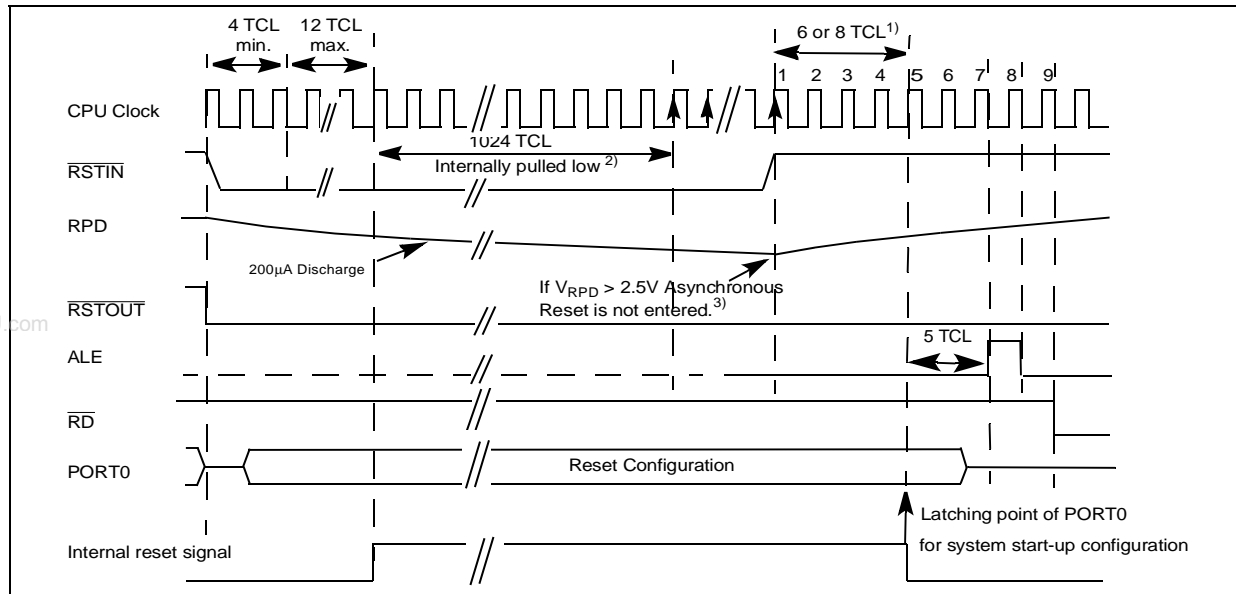 4 TCL
min.
12 TCL
max.
6 or 8 TCL1)
1 2 3 4 5 6 7 8 9
CPU Clock
1024 TCL
Internally pulled low 2)
RSTIN
RPD
200µA Discharge
If VRPD > 2.5V Asynchronous
Reset is not entered.3)
RSTOUT
.com
5 TCL
ALE
RD
PORT0
Reset Configuration
Latching point of PORT0
for system start-up configuration
Internal reset signal